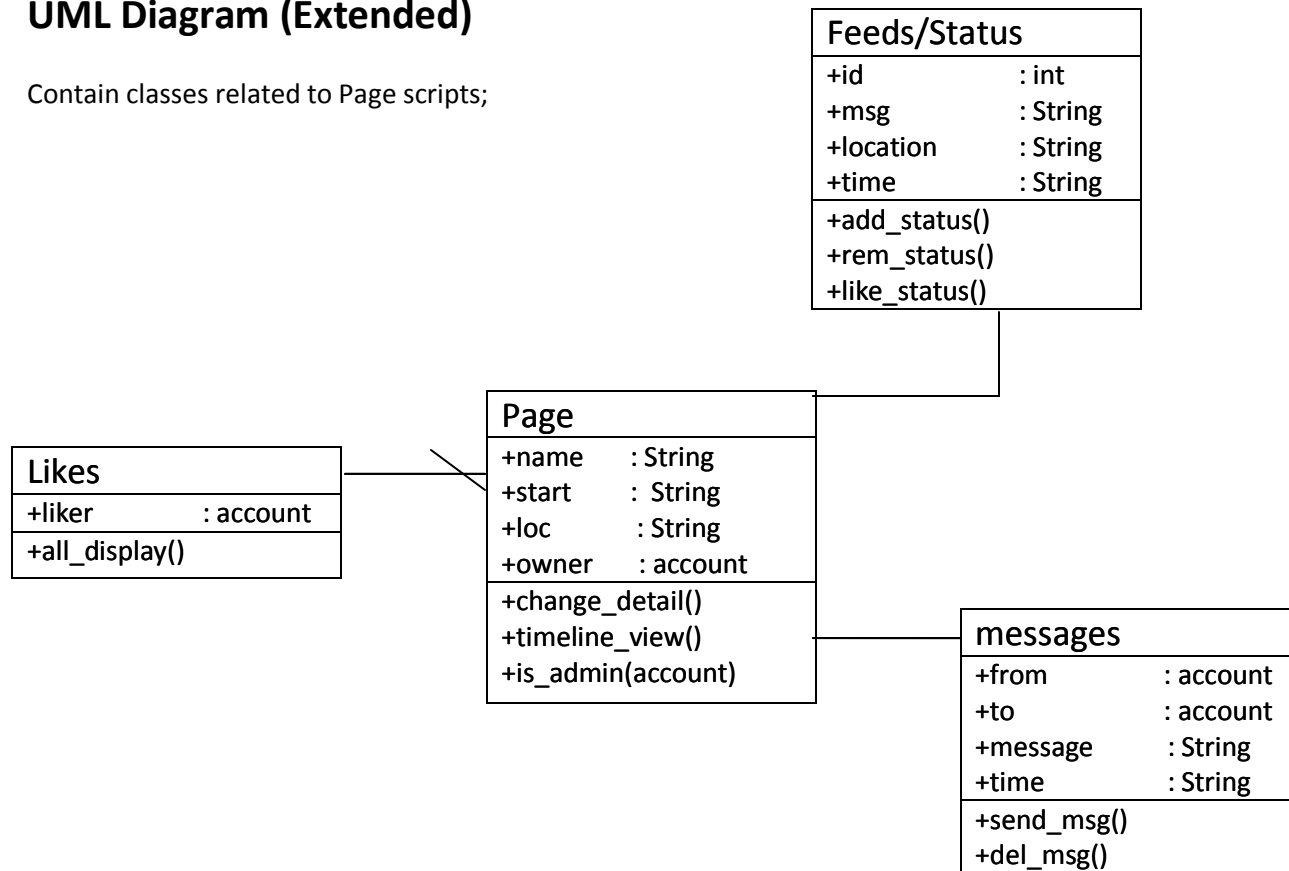 UML Diagram (Extended)
Contain classes related to Page scripts;
Feeds/Status
+id : int
+msg : String
+location : String
+time : String
+add_status()
+rem_status()
+like_status()
Likes
+liker : account
+all_display()
Page
+name : String
+start : String
+loc : String
+owner : account
+change_detail()
+timeline_view()
+is_admin(account)
messages
+from : account
+to : account
+message : String
+time : String
+send_msg()
+del_msg()